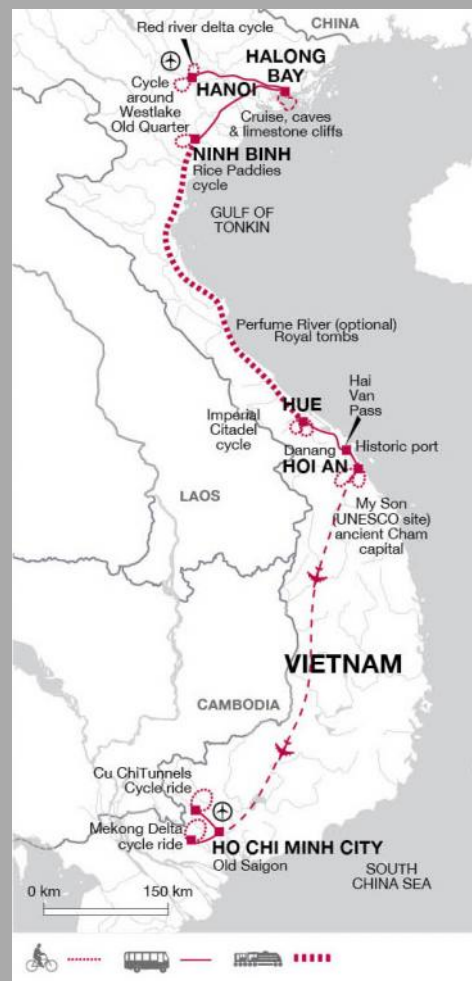 CHINA
Red river delta cycle
HALONG
BAY
HANOI
Cycle
around
Westlake
Old Quarter
Cruise, caves
& limestone cliffs
NINH BINH
Rice Paddies
cycle
GULF OF
TONKIN
Perfume River (optional)
Royal tombs
Hai
Van
Pass
HUE
Imperial
Citadel
cycle
Danang
Historic port
HOI AN
LAOS
My Son
(UNESCO site)
ancient Cham
capital
VIETNAM
CAMBODIA
Cu ChiTunnels
Cycle ride
Mekong Delta
cycle ride
HO CHI MINH CITY
Old Saigon
SOUTH
CHINA SEA
0 km
150 km